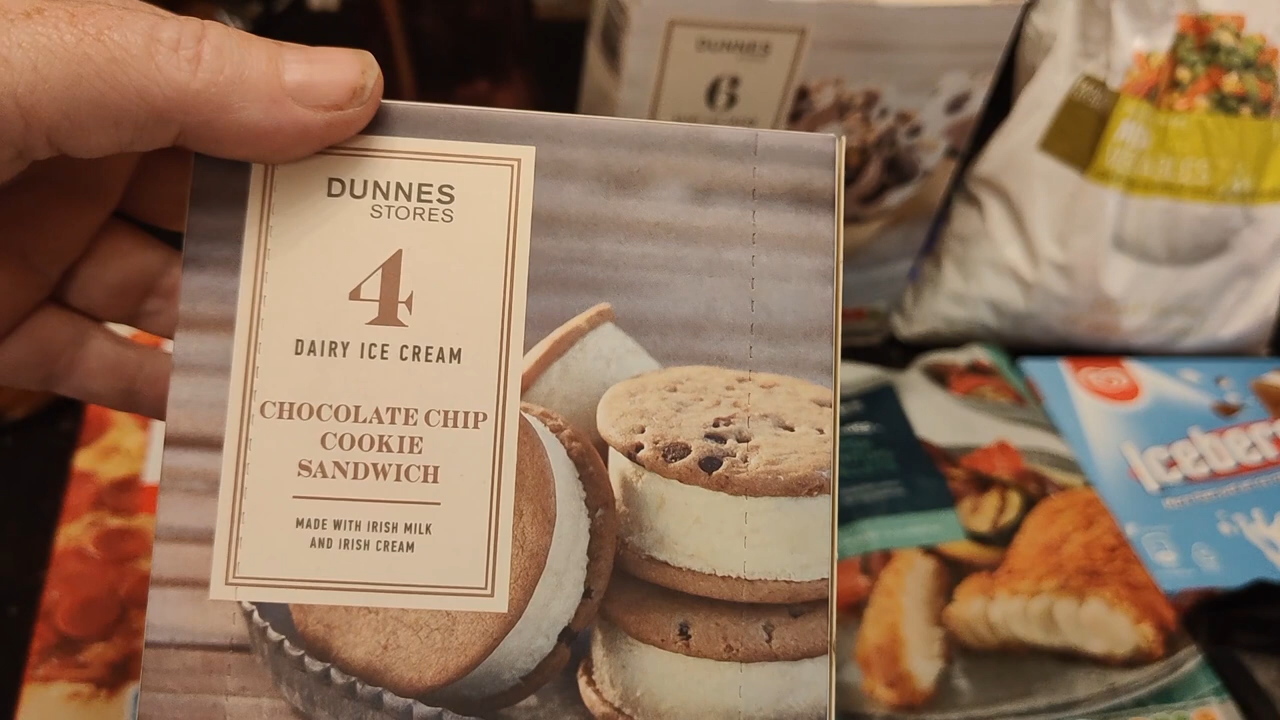 DUNNES
STORES
4
DAIRY ICE CREAM
CHOCOLATE CHIP
COOKIE
SANDWICH
MADE WITH IRISH MILK
AND IRISH CREAM
DUNNES
6
Iceber